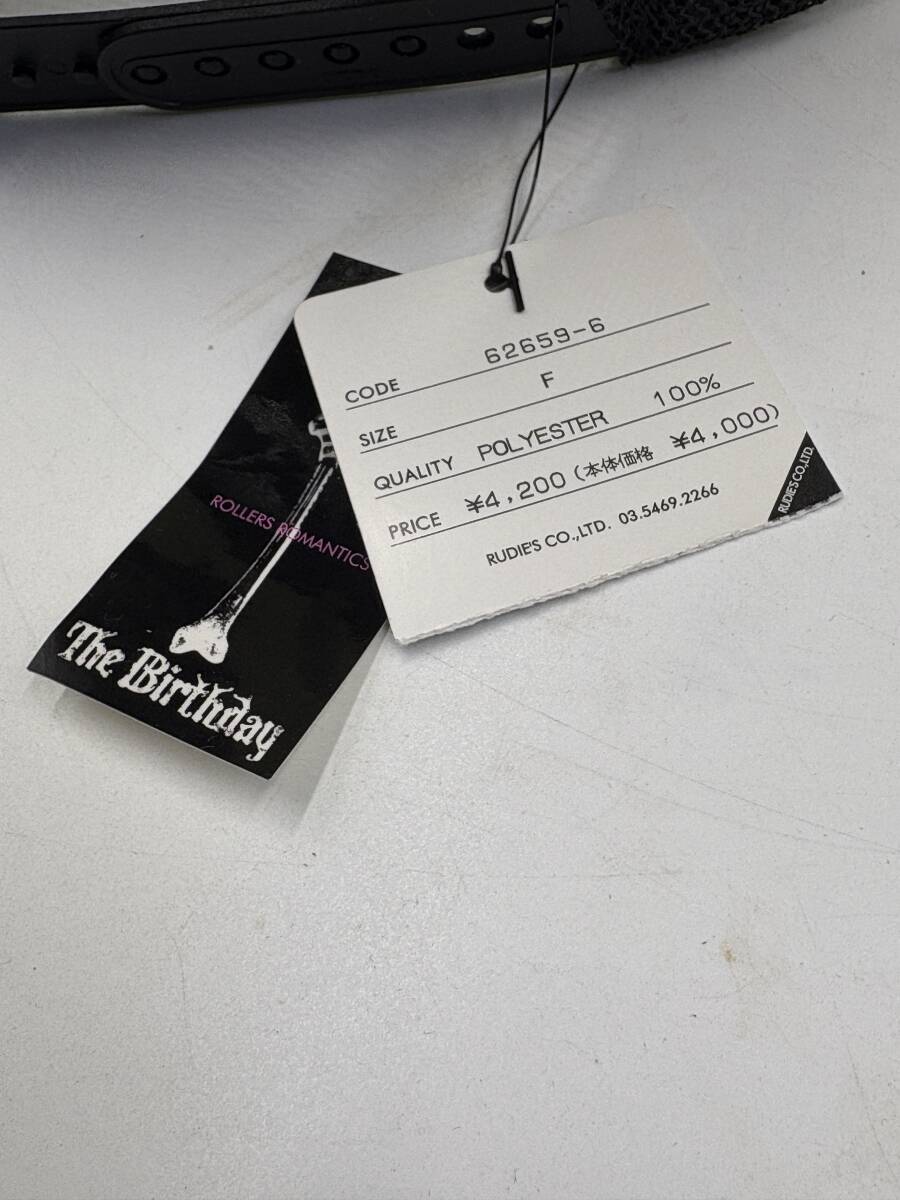 CODE 62659-6
SIZE F
QUALITY POLYESTER 100%
PRICE ¥4,200 (本体価格 ¥4,000)
RUDIE'S CO.,LTD. 03.5469.2266
RUDIE'S CO.,LTD.
ROLLERS ROMANTICS
The Birthday